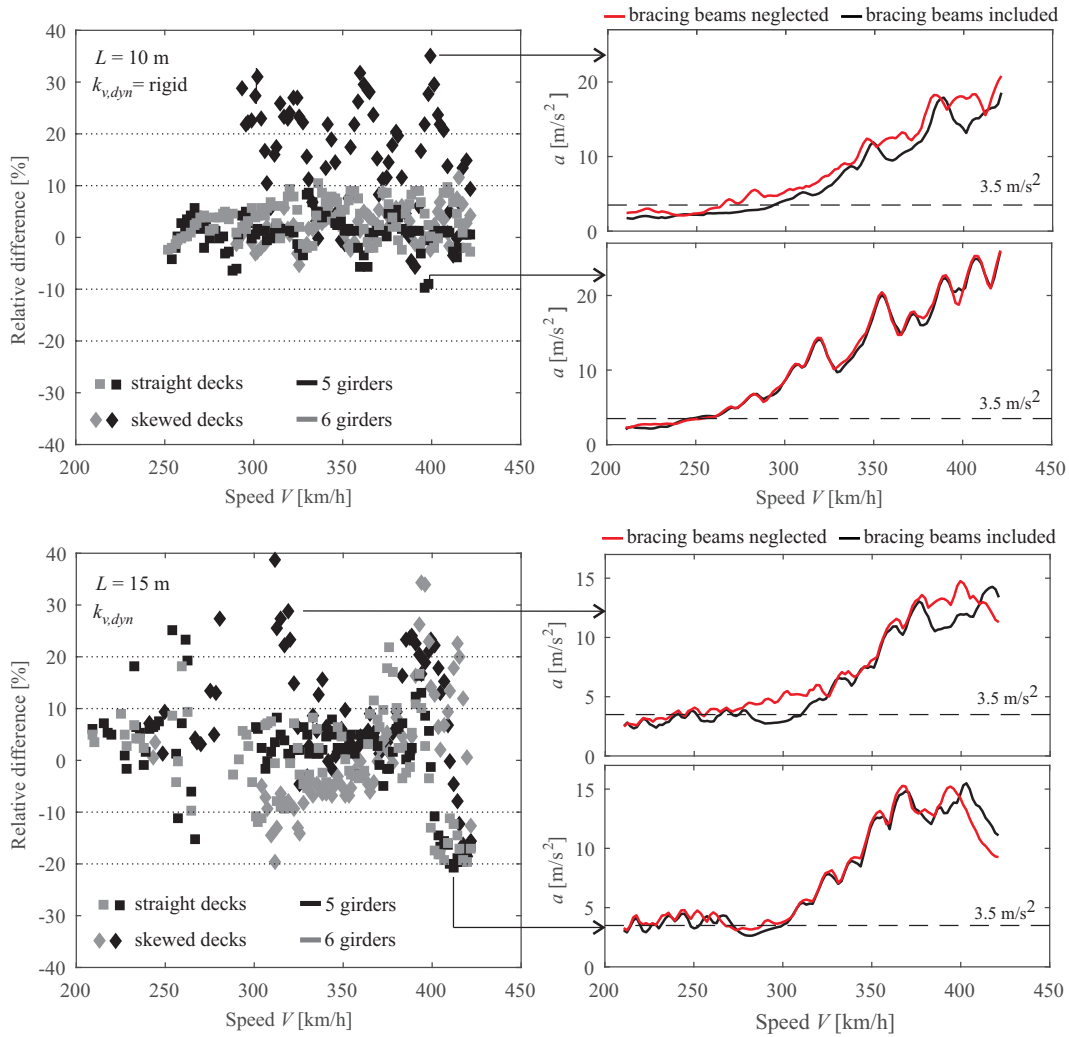 bracing beams neglected bracing beams included
40
30
20
10
0
-10
-20
-30
-40
Relative difference [%]
L = 10 m
k_v,dyn = rigid
straight decks 5 girders
skewed decks 6 girders
200 250 300 350 400 450
Speed V [km/h]
20
10
0
a [m/s²]
3.5 m/s²
20
10
0
a [m/s²]
3.5 m/s²
200 250 300 350 400 450
Speed V [km/h]
bracing beams neglected bracing beams included
40
30
20
10
0
-10
-20
-30
-40
Relative difference [%]
L = 15 m
k_v,dyn
straight decks 5 girders
skewed decks 6 girders
200 250 300 350 400 450
Speed V [km/h]
15
10
5
0
a [m/s²]
3.5 m/s²
15
10
5
0
a [m/s²]
3.5 m/s²
200 250 300 350 400 450
Speed V [km/h]